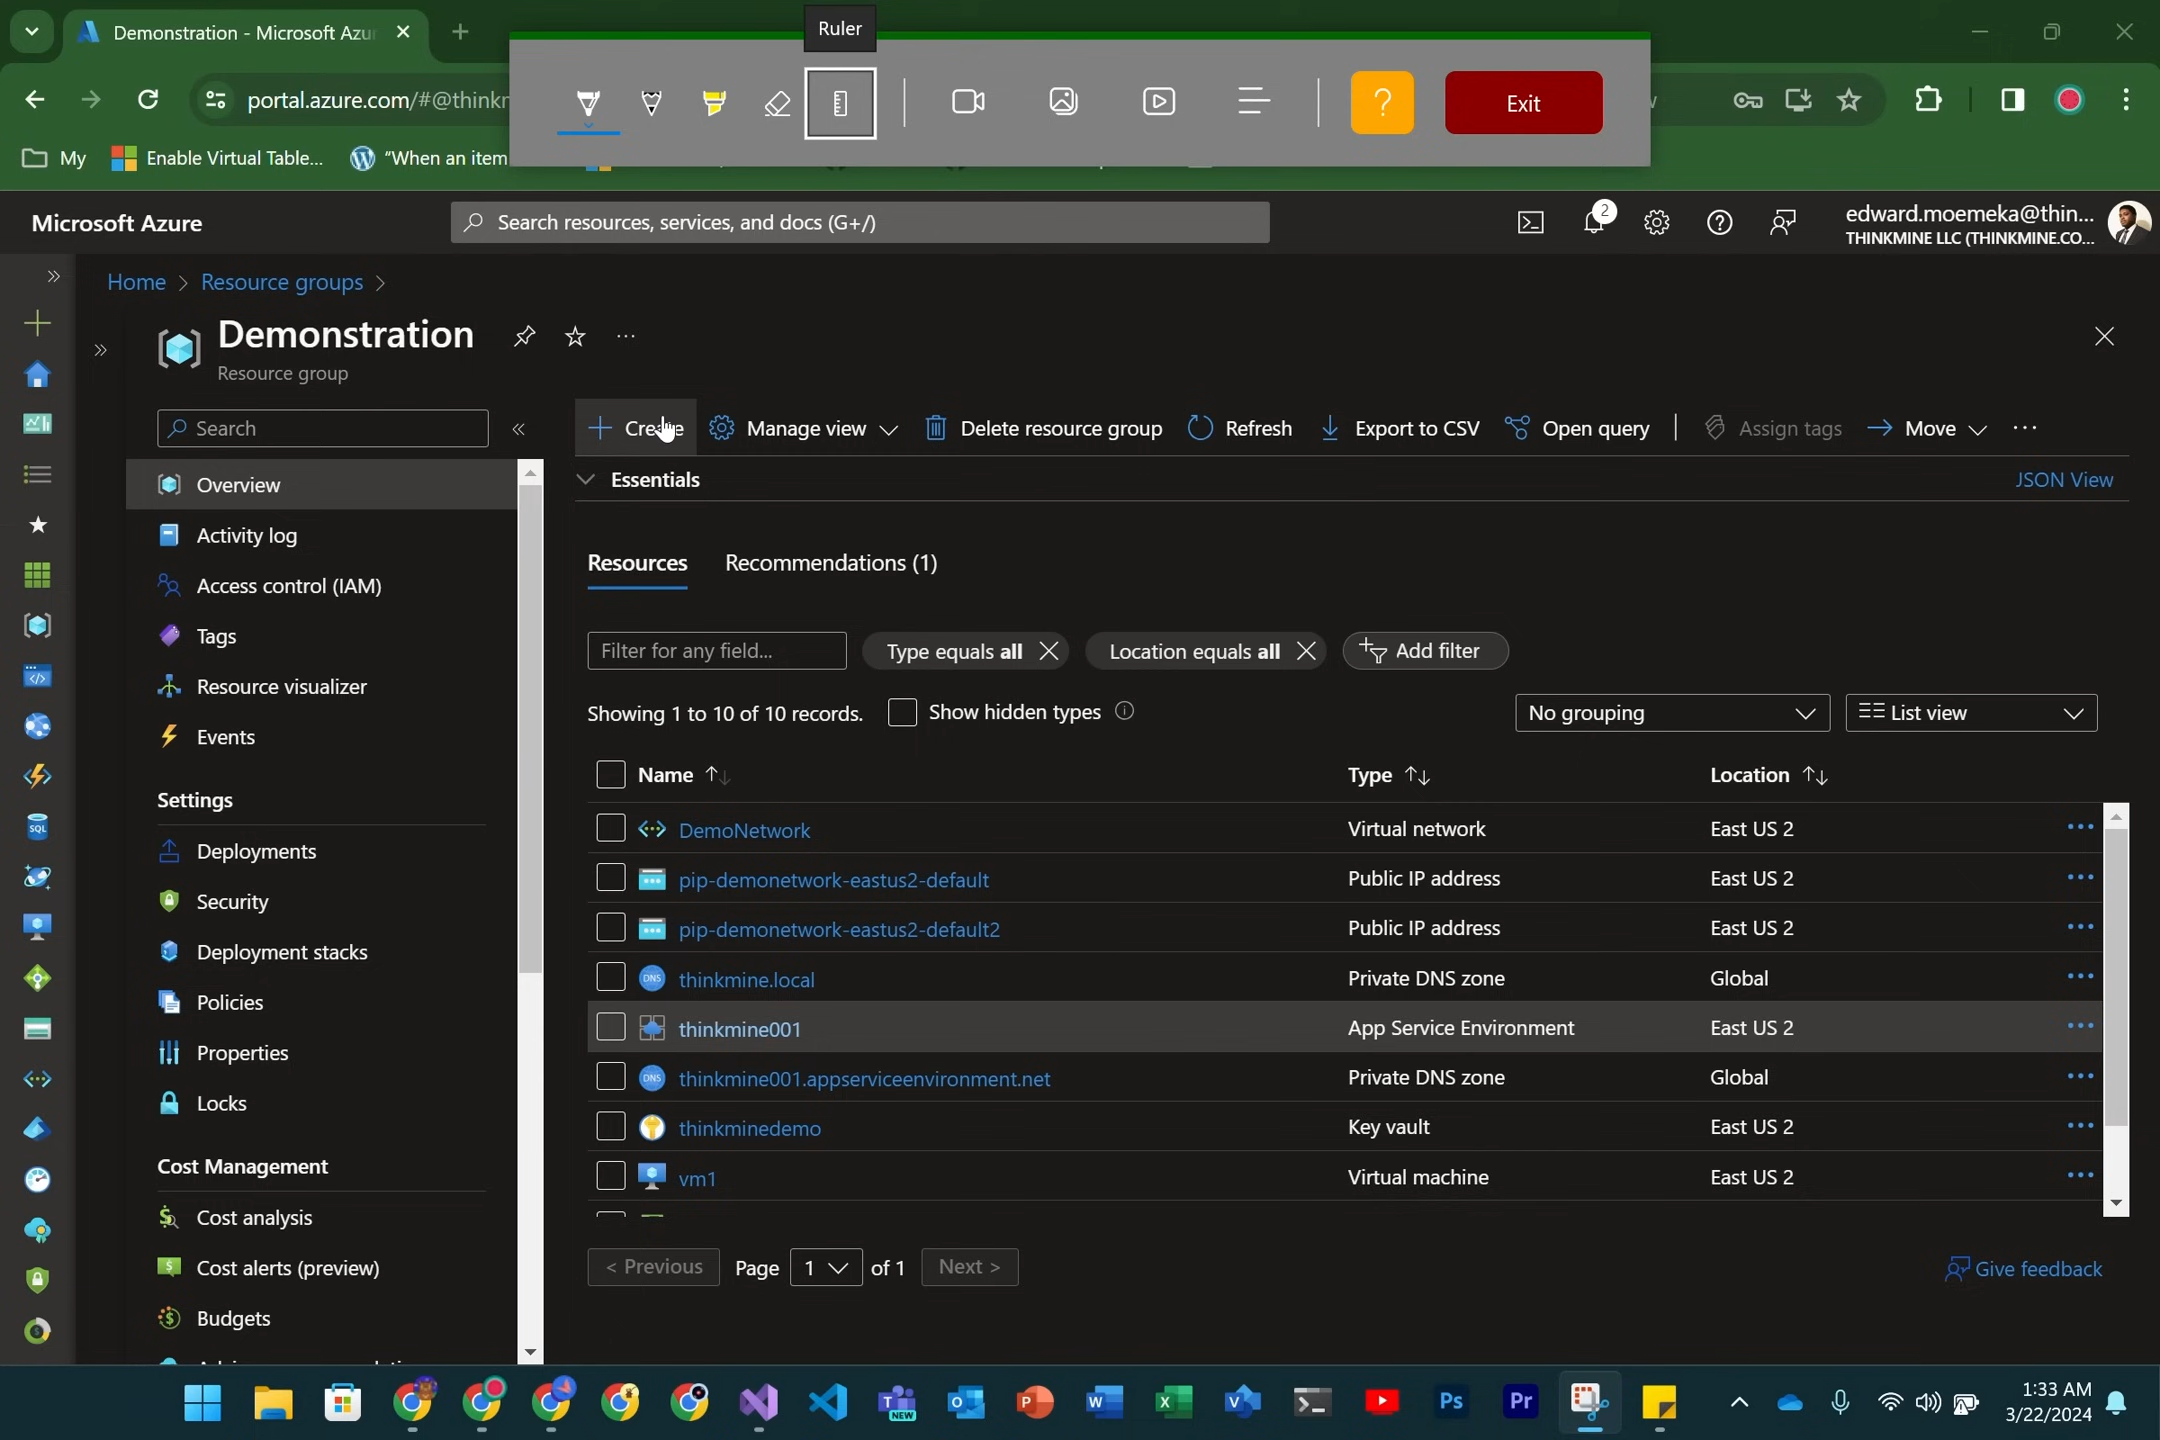 Ruler
Demonstration - Microsoft Azu
portal.azure.com/#@think
?
Exit
My
Enable Virtual Table...
"When an item
Microsoft Azure
Search resources, services, and docs (G+/)
2
edward.moemeka@thin...
THINKMINE LLC (THINKMINE.CO...
Home > Resource groups >
Demonstration
Resource group
Search
Create
Manage view
Delete resource group
Refresh
Export to CSV
Open query
Assign tags
Move
Essentials
JSON View
Overview
Activity log
Access control (IAM)
Tags
Resource visualizer
Events
Settings
Deployments
Security
Deployment stacks
Policies
Properties
Locks
Cost Management
Cost analysis
Cost alerts (preview)
Budgets
Resources
Recommendations (1)
Filter for any field...
Type equals all
Location equals all
Add filter
Showing 1 to 10 of 10 records.
Show hidden types
No grouping
List view
Name Type Location
DemoNetwork Virtual network East US 2
pip-demonetwork-eastus2-default Public IP address East US 2
pip-demonetwork-eastus2-default2 Public IP address East US 2
thinkmine.local Private DNS zone Global
thinkmine001 App Service Environment East US 2
thinkmine001.appserviceenvironment.net Private DNS zone Global
thinkminedemo Key vault East US 2
vm1 Virtual machine East US 2
< Previous
Page 1 of 1
Next >
Give feedback
1:33 AM
3/22/2024